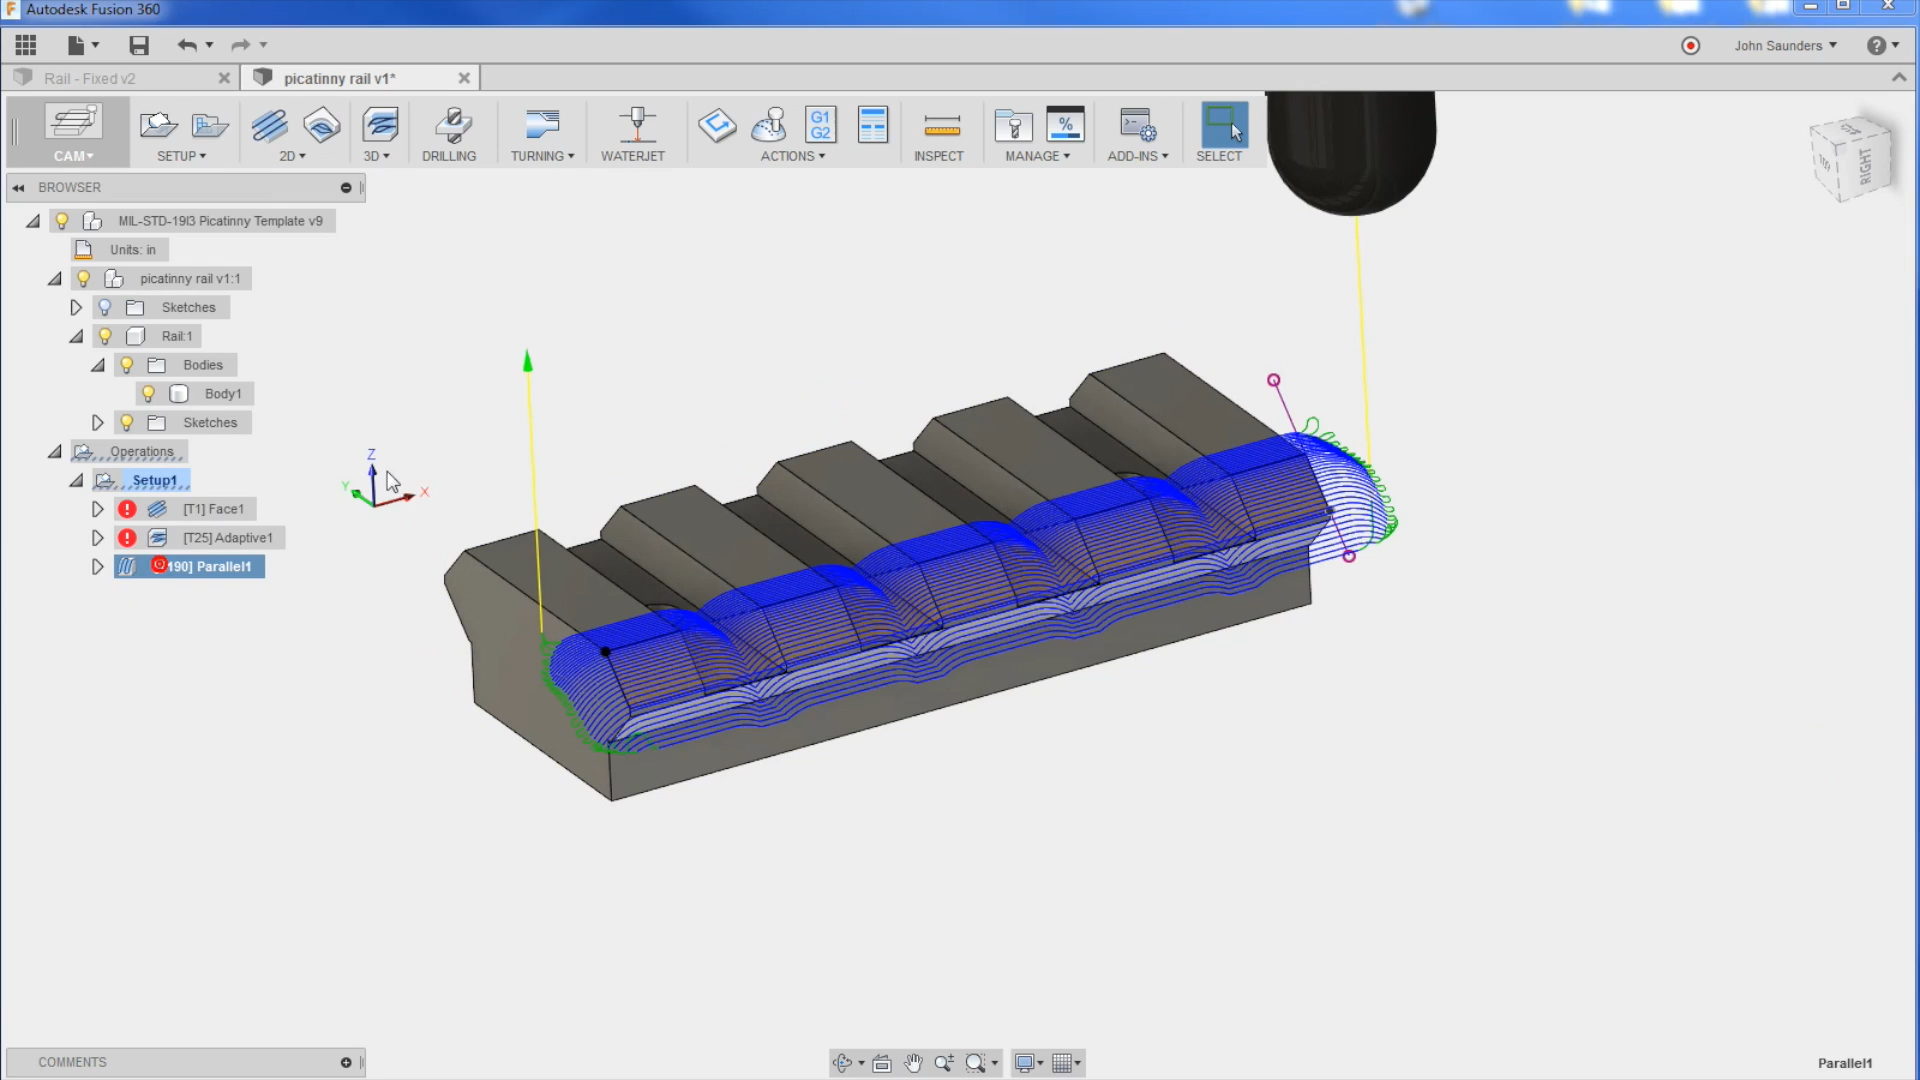 Autodesk Fusion 360
John Saunders
Rail - Fixed v2
picatinny rail v1*
G1
G2
%
CAM
SETUP
2D
3D
DRILLING
TURNING
WATERJET
ACTIONS
INSPECT
MANAGE
ADD-INS
SELECT
RIGHT
BROWSER
MIL-STD-19I3 Picatinny Template v9
Units: in
picatinny rail v1:1
Sketches
Rail:1
Bodies
Body1
Sketches
Operations
Setup1
[T1] Face1
[T25] Adaptive1
190] Parallel1
Z
Y
X
COMMENTS
Parallel1